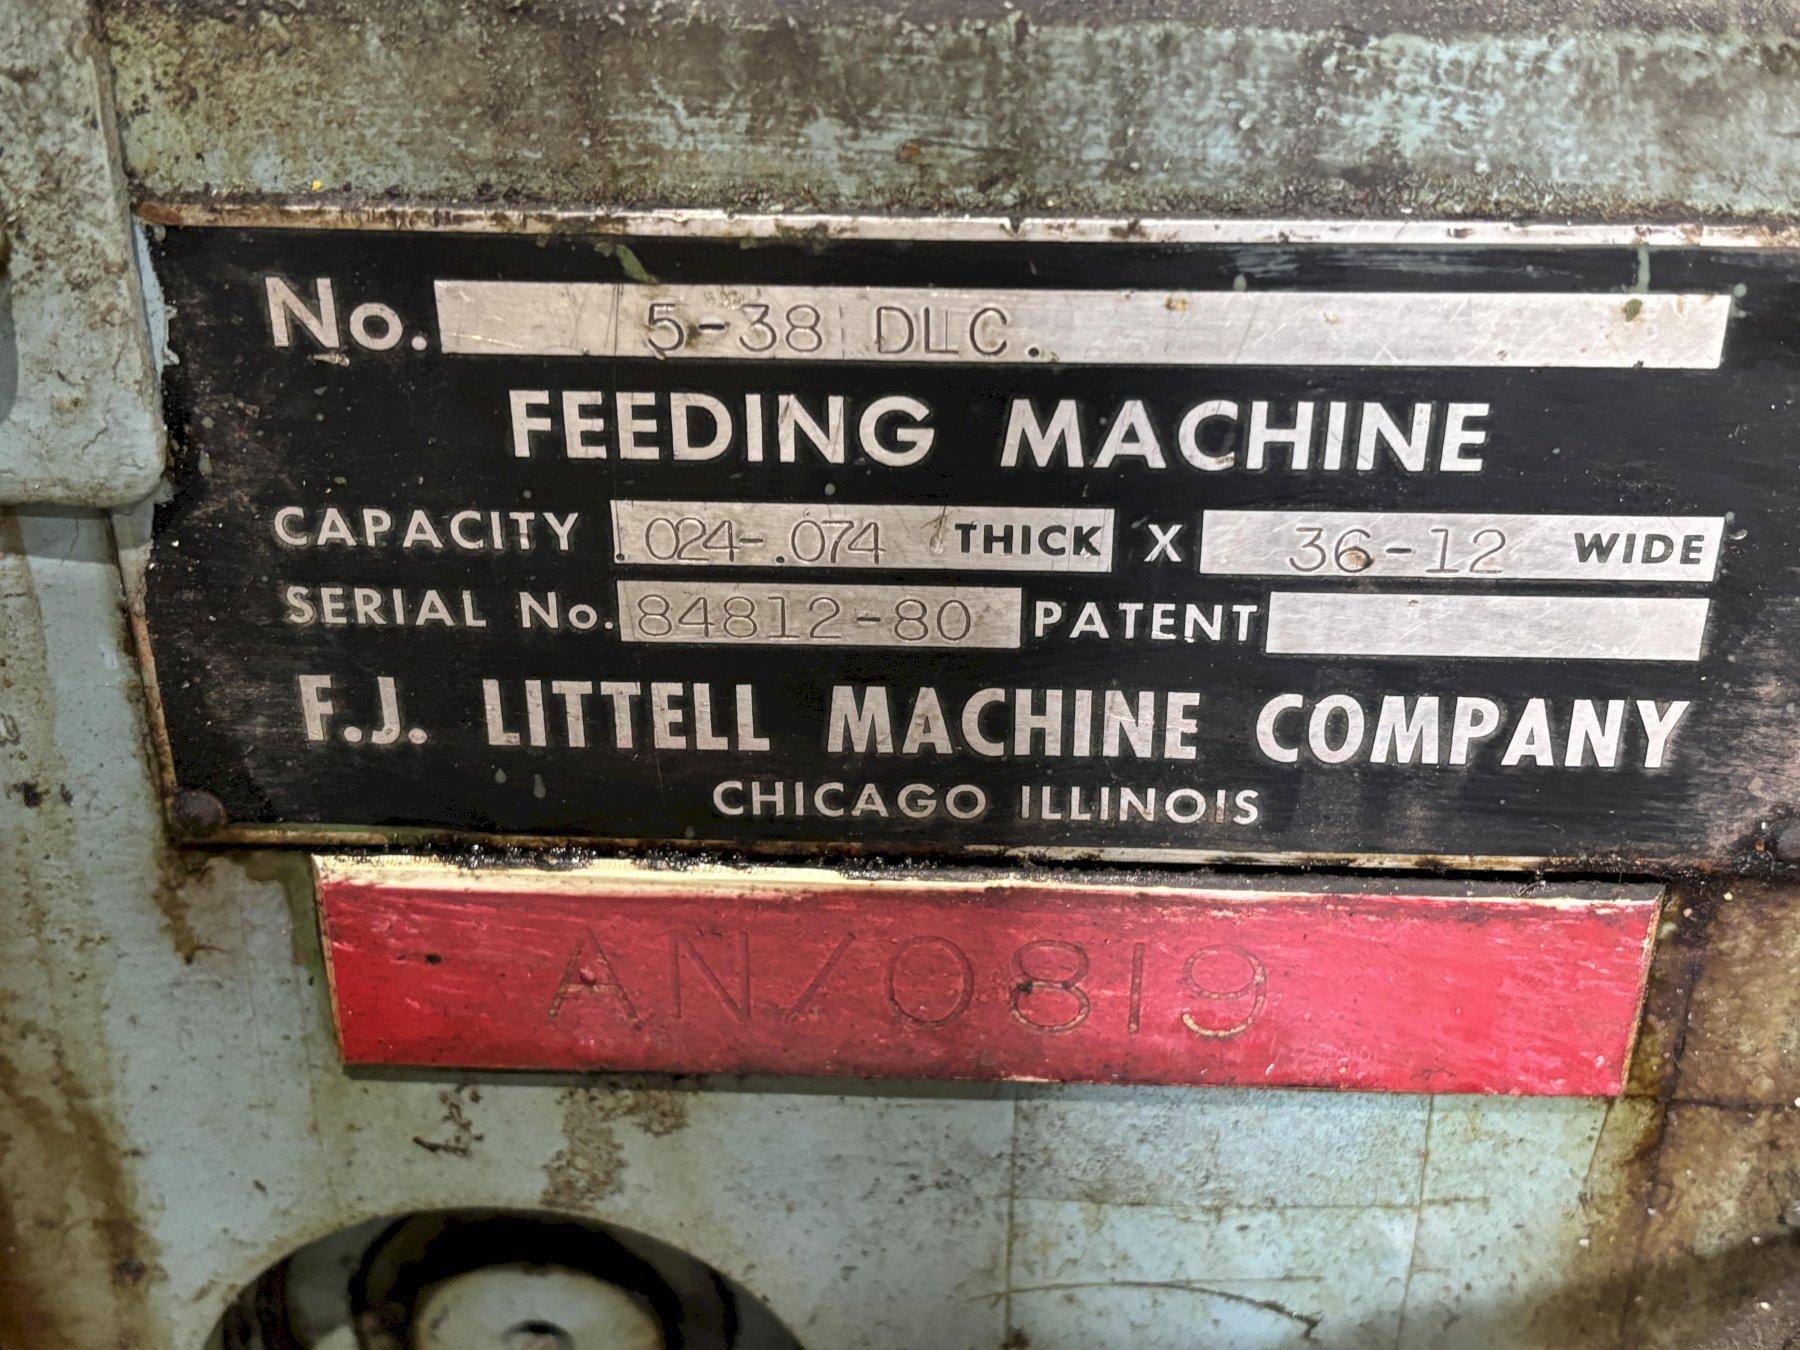 No. 5-38 DLC.
FEEDING MACHINE
CAPACITY .024-.074 THICK X 36-12 WIDE
SERIAL No. 84812-80 PATENT
F.J. LITTELL MACHINE COMPANY
CHICAGO ILLINOIS
AN/0819